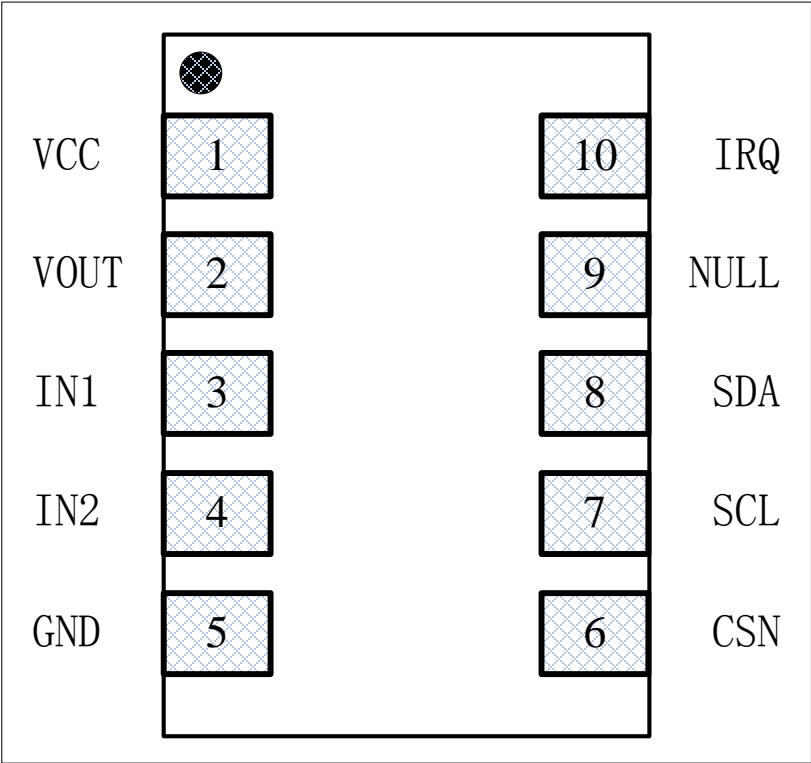 VCC 1 10 IRQ
VOUT 2 9 NULL
IN1 3 8 SDA
IN2 4 7 SCL
GND 5 6 CSN